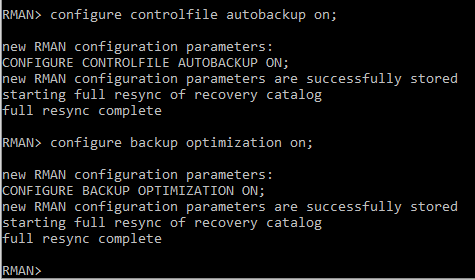 RMAN> configure controlfile autobackup on;
new RMAN configuration parameters:
CONFIGURE CONTROLFILE AUTOBACKUP ON;
new RMAN configuration parameters are successfully stored
starting full resync of recovery catalog
full resync complete
RMAN> configure backup optimization on;
new RMAN configuration parameters:
CONFIGURE BACKUP OPTIMIZATION ON;
new RMAN configuration parameters are successfully stored
starting full resync of recovery catalog
full resync complete
RMAN>